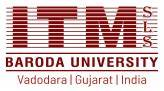 ITM SLS
BARODA UNIVERSITY
Vadodara | Gujarat | India